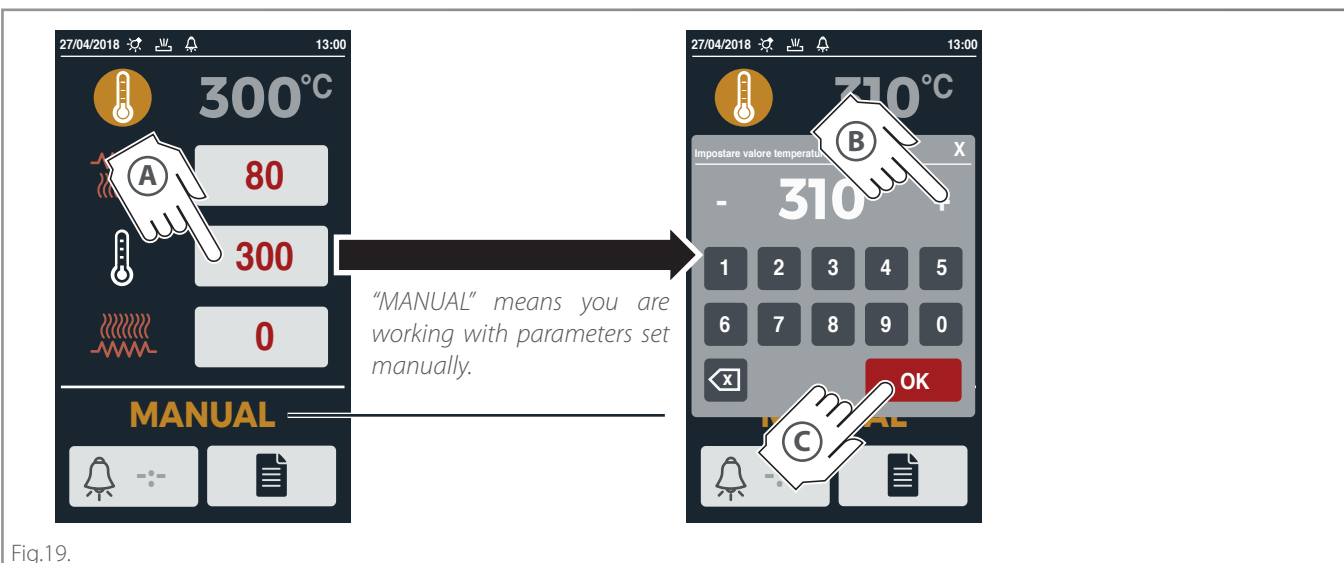 27/04/2018 13:00
300°C
80
300
0
MANUAL
-:-
A
"MANUAL" means you are
working with parameters set
manually.
27/04/2018 13:00
310°C
B
Impostare valore temperatur
X
- 310 +
1 2 3 4 5
6 7 8 9 0
X
OK
C
Fig.19.